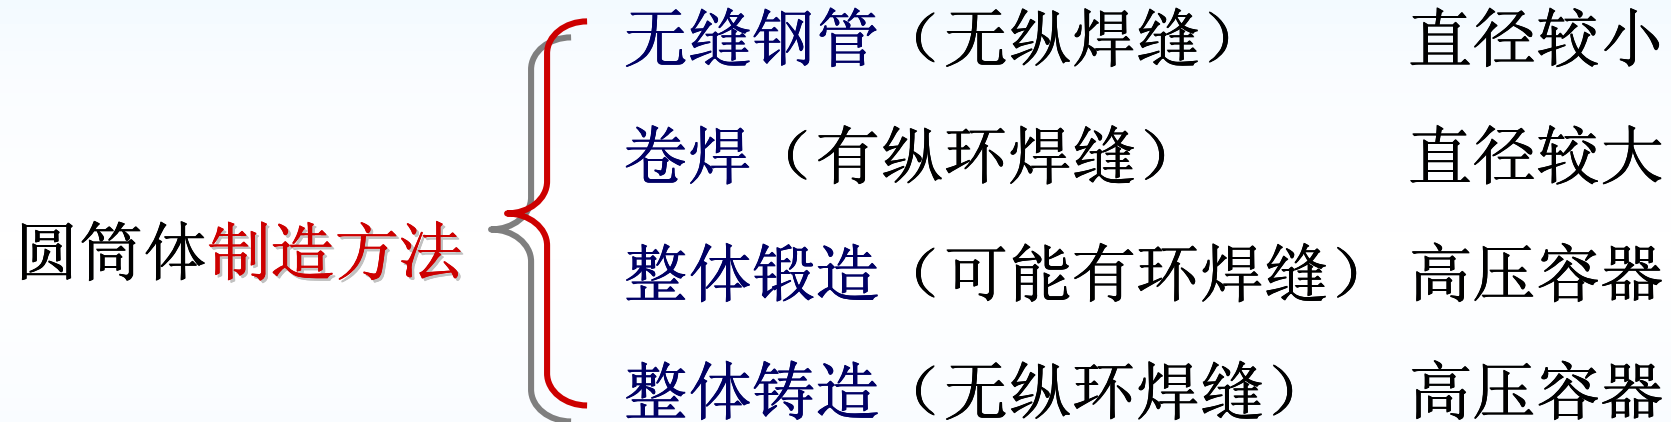 无缝钢管（无纵焊缝） 直径较小
卷焊（有纵环焊缝） 直径较大
圆筒体制造方法
整体锻造（可能有环焊缝） 高压容器
整体铸造（无纵环焊缝） 高压容器